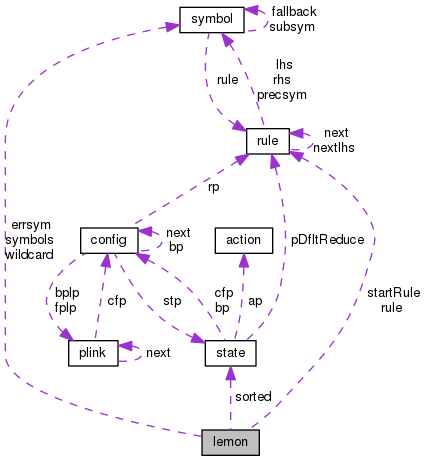 symbol
fallback
subsym
rule
lhs
rhs
precsym
rule
next
nextlhs
rp
errsym
symbols
wildcard
config
next
bp
action
pDfltReduce
bplp
fplp
cfp
stp
cfp
bp
ap
startRule
rule
plink
next
state
sorted
lemon